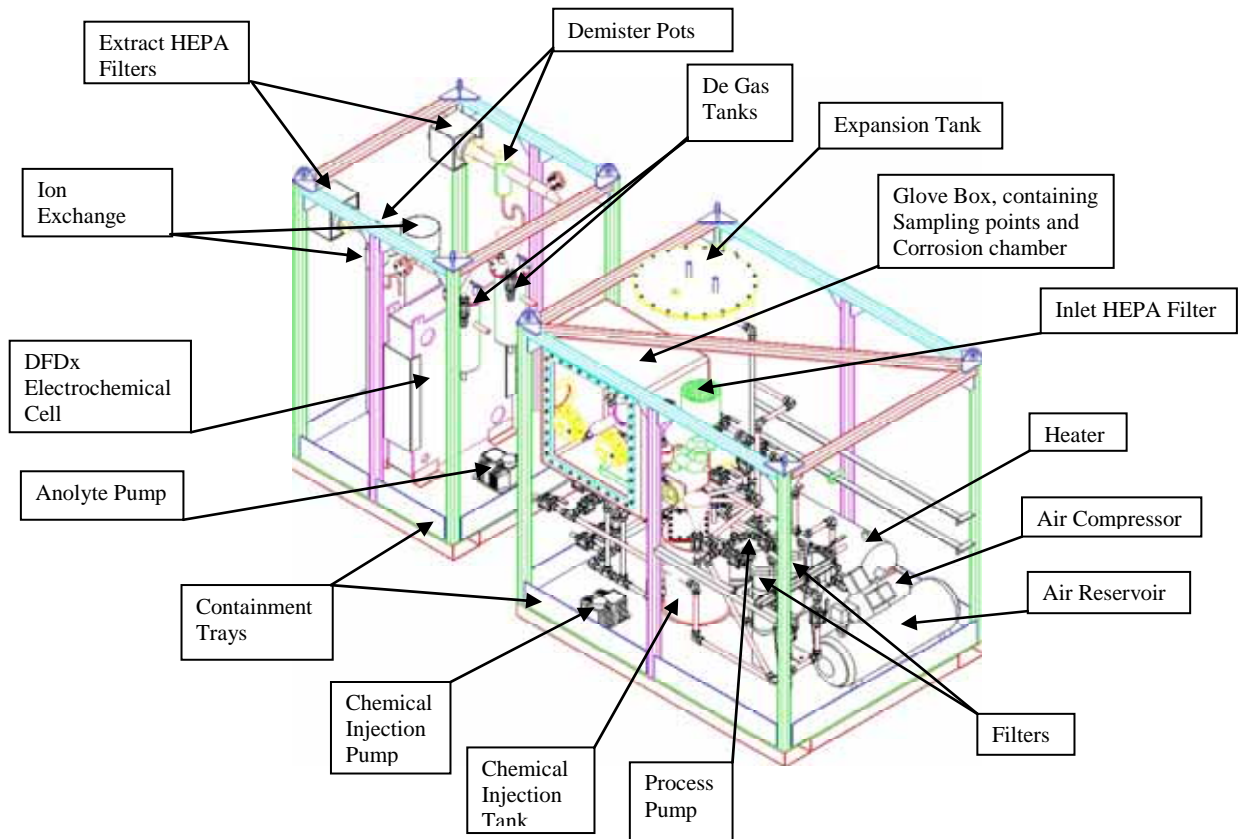 Extract HEPA
Filters
Demister Pots
De Gas
Tanks
Expansion Tank
Ion
Exchange
Glove Box, containing
Sampling points and
Corrosion chamber
Inlet HEPA Filter
DFDx
Electrochemical
Cell
Heater
Anolyte Pump
Air Compressor
Air Reservoir
Containment
Trays
Chemical
Injection
Pump
Chemical
Injection
Tank
Process
Pump
Filters